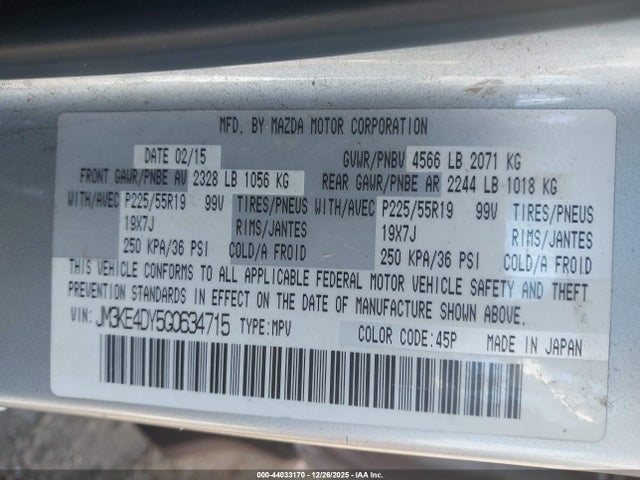 MFD. BY MAZDA MOTOR CORPORATION
DATE 02/15 GVWR/PNBV 4566 LB 2071 KG
FRONT GAWR/PNBE AV 2328 LB 1056 KG REAR GAWR/PNBE AR 2244 LB 1018 KG
WITH/AVEC P225/55R19 99V TIRES/PNEUS WITH/AVEC P225/55R19 99V TIRES/PNEUS
19X7J RIMS/JANTES 19X7J RIMS/JANTES
250 KPA/36 PSI COLD/A FROID 250 KPA/36 PSI COLD/A FROID
THIS VEHICLE CONFORMS TO ALL APPLICABLE FEDERAL MOTOR VEHICLE SAFETY AND THEFT
PREVENTION STANDARDS IN EFFECT ON THE DATE OF MANUFACTURE SHOWN ABOVE.
VIN: JM3KE4DY5G0634715 TYPE:MPV COLOR CODE:45P MADE IN JAPAN
000-44033170 - 12/26/2025 - IAA Inc.